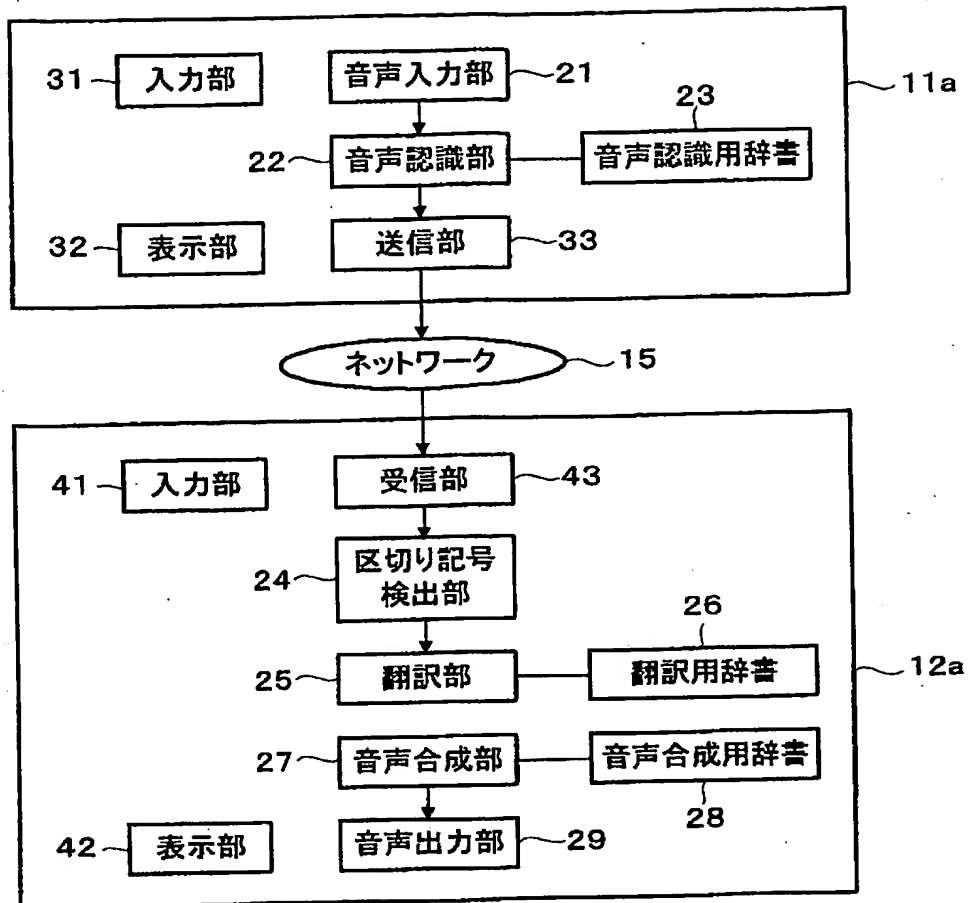 31 入力部 音声入力部 21 11a
23
22 音声認識部 音声認識用辞書
32 表示部 送信部 33
ネットワーク 15
41 入力部 受信部 43
24 区切り記号
検出部
26
25 翻訳部 翻訳用辞書 12a
27 音声合成部 音声合成用辞書
28
42 表示部 音声出力部 29